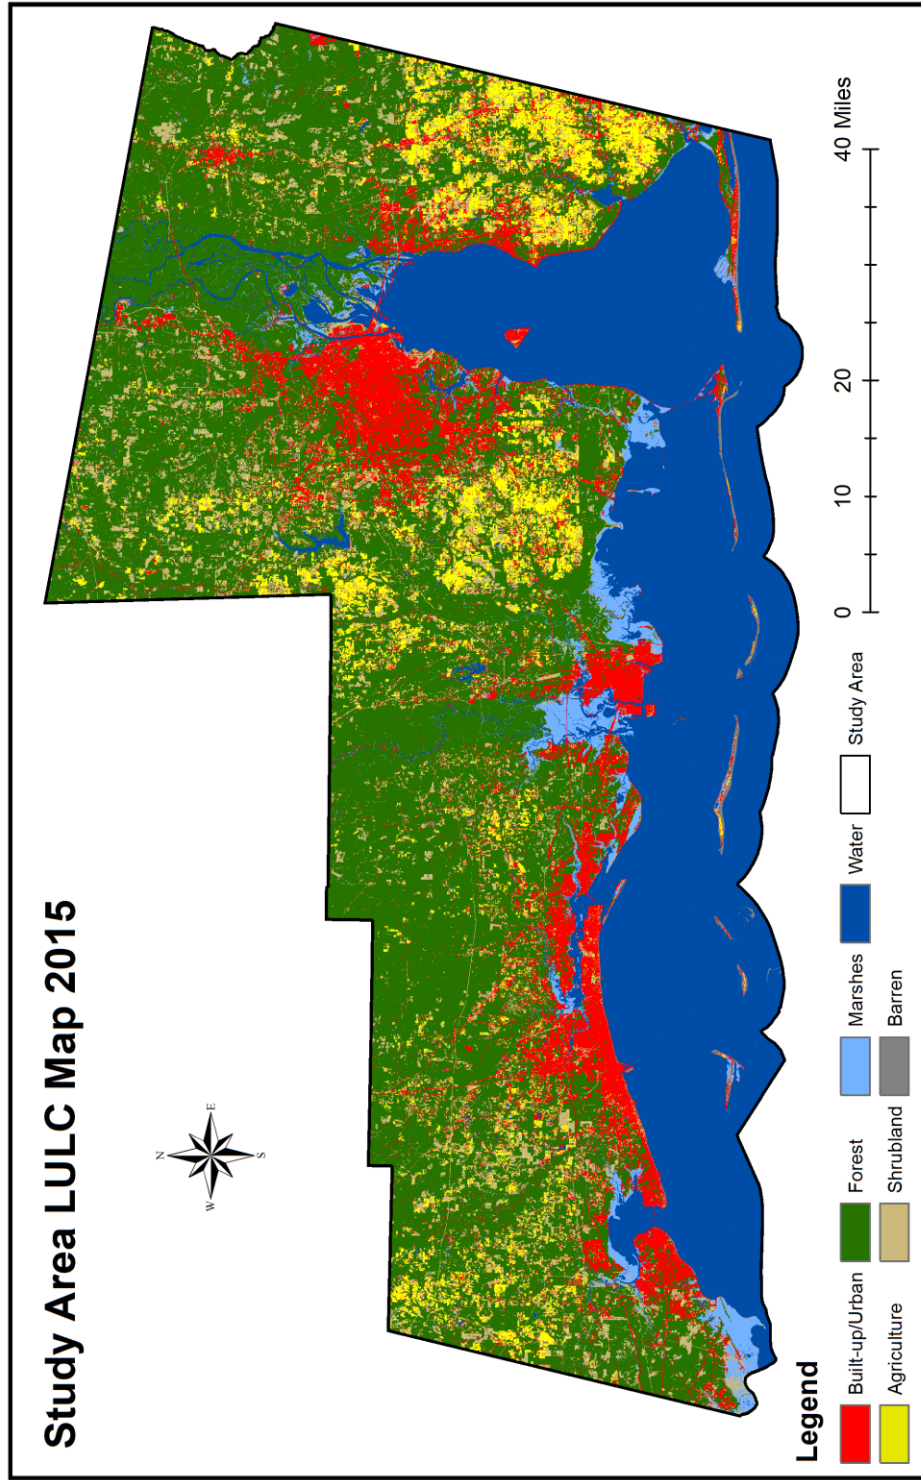 Study Area LULC Map 2015
N
W
E
S
Legend
Built-up/Urban
Forest
Marshes
Water
Study Area
Agriculture
Shrubland
Barren
0
10
20
40 Miles